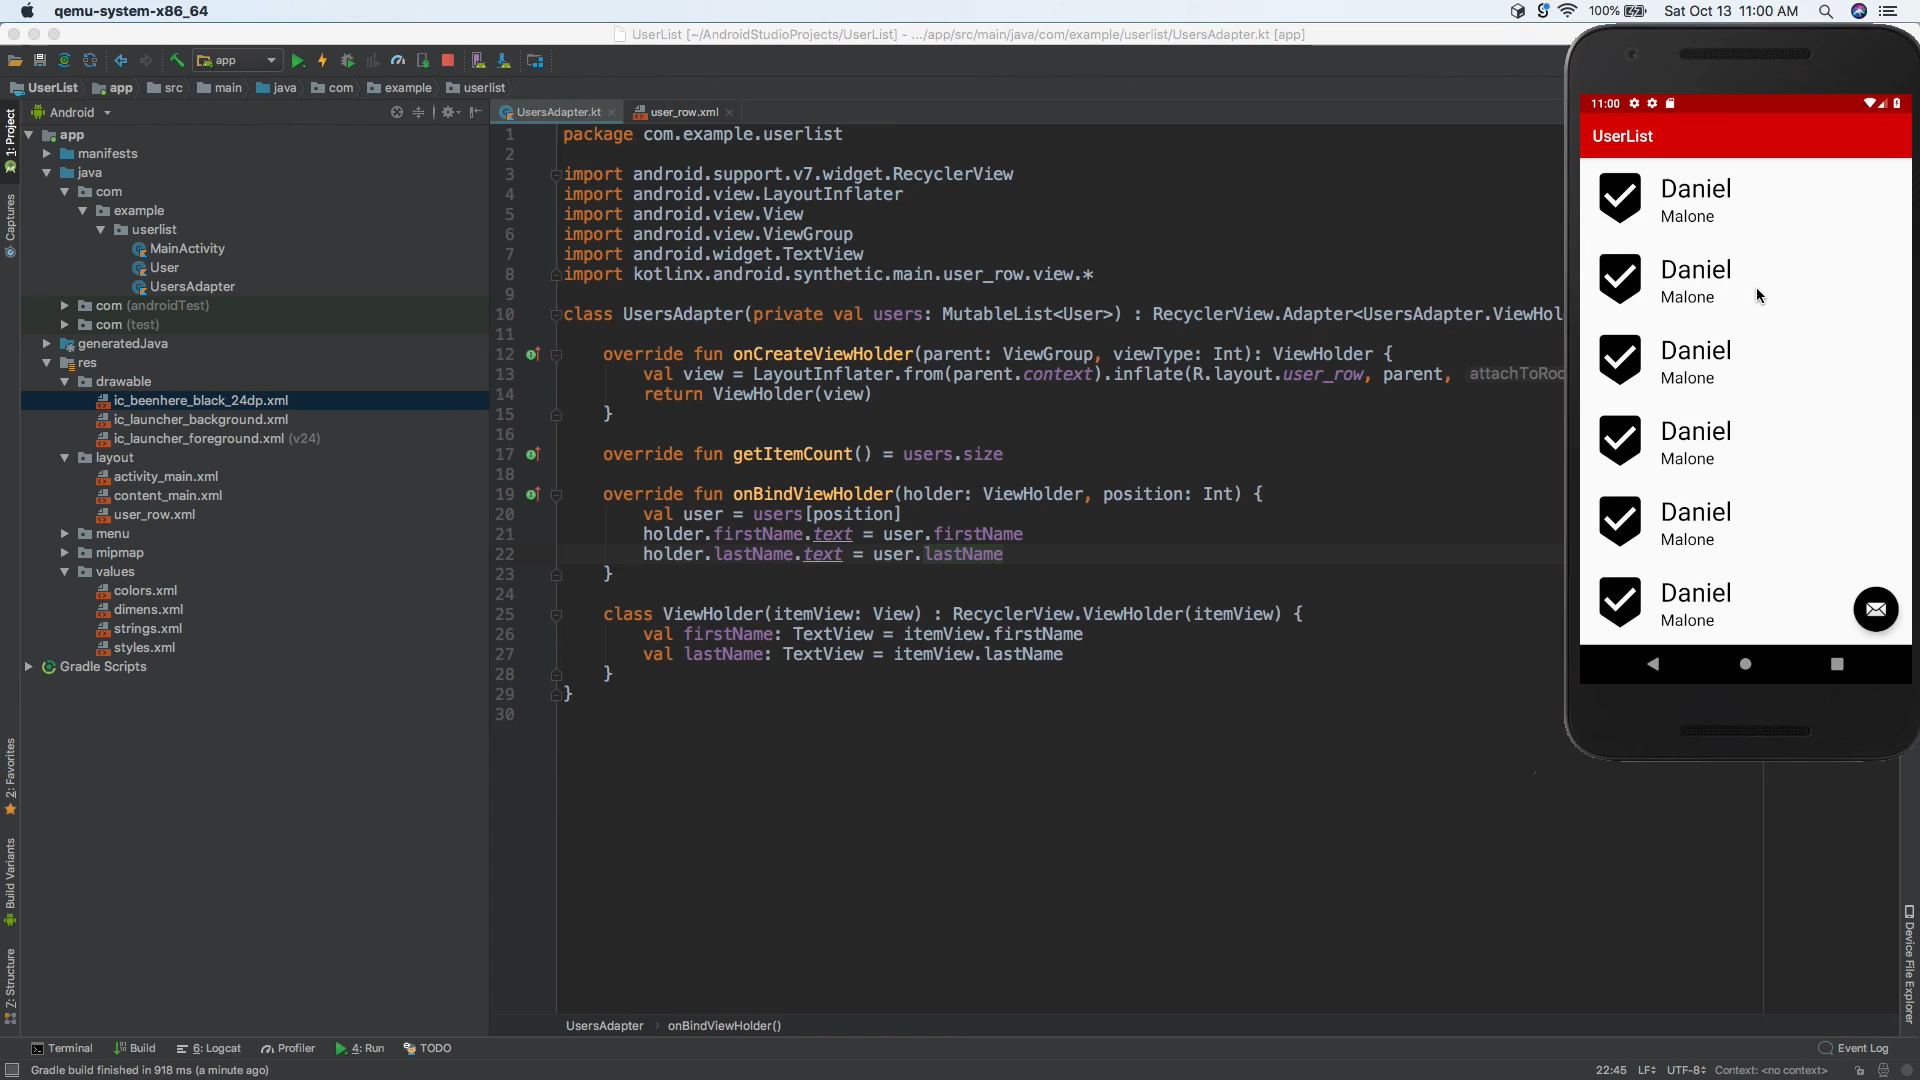 qemu-system-x86_64
100%
Sat Oct 13 11:00 AM
UserList [~/AndroidStudioProjects/UserList] - .../app/src/main/java/com/example/userlist/UsersAdapter.kt [app]
app
UserList app src main java com example userlist
Android
UsersAdapter.kt
user_row.xml
1: Project
Captures
2: Favorites
Build Variants
Z: Structure
app
manifests
java
com
example
userlist
MainActivity
User
UsersAdapter
com (androidTest)
com (test)
generatedJava
res
drawable
ic_beenhere_black_24dp.xml
ic_launcher_background.xml
ic_launcher_foreground.xml (v24)
layout
activity_main.xml
content_main.xml
user_row.xml
menu
mipmap
values
colors.xml
dimens.xml
strings.xml
styles.xml
Gradle Scripts
1 package com.example.userlist
2
3 import android.support.v7.widget.RecyclerView
4 import android.view.LayoutInflater
5 import android.view.View
6 import android.view.ViewGroup
7 import android.widget.TextView
8 import kotlinx.android.synthetic.main.user_row.view.*
9
10 class UsersAdapter(private val users: MutableList<User>) : RecyclerView.Adapter<UsersAdapter.ViewHol
11
12 override fun onCreateViewHolder(parent: ViewGroup, viewType: Int): ViewHolder {
13 val view = LayoutInflater.from(parent.context).inflate(R.layout.user_row, parent, attachToRoo
14 return ViewHolder(view)
15 }
16
17 override fun getItemCount() = users.size
18
19 override fun onBindViewHolder(holder: ViewHolder, position: Int) {
20 val user = users[position]
21 holder.firstName.text = user.firstName
22 holder.lastName.text = user.lastName
23 }
24
25 class ViewHolder(itemView: View) : RecyclerView.ViewHolder(itemView) {
26 val firstName: TextView = itemView.firstName
27 val lastName: TextView = itemView.lastName
28 }
29 }
30
UsersAdapter › onBindViewHolder()
11:00
UserList
Daniel
Malone
Daniel
Malone
Daniel
Malone
Daniel
Malone
Daniel
Malone
Daniel
Malone
Device File Explorer
Terminal
Build
6: Logcat
Profiler
4: Run
TODO
Event Log
Gradle build finished in 918 ms (a minute ago)
22:45 LF UTF-8 Context: <no context>